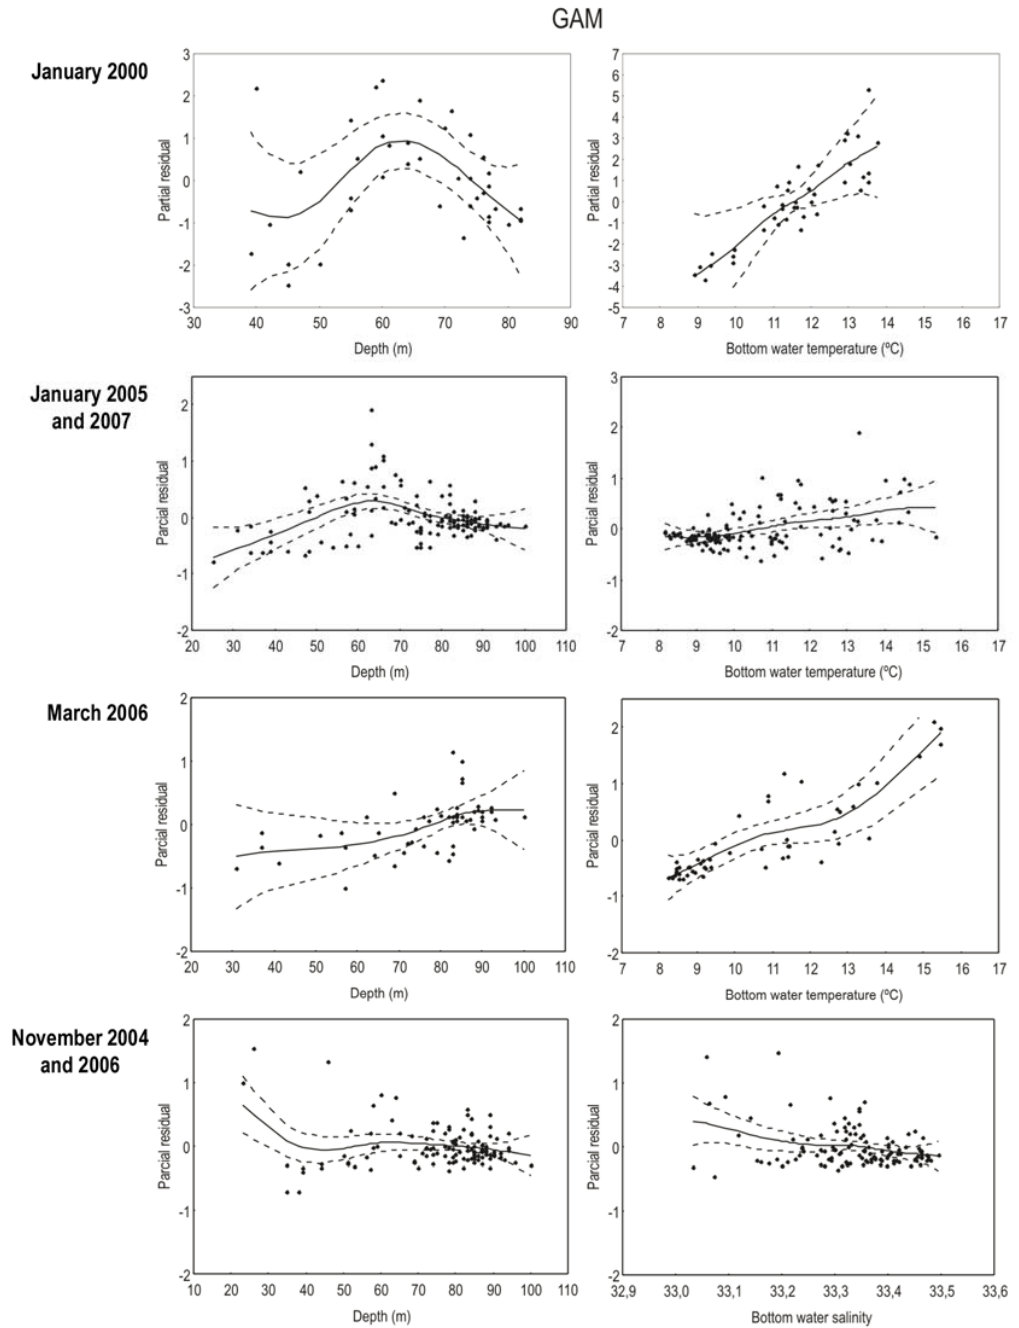 GAM
January 2000
Partial residual
3
2
1
0
-1
-2
-3
30 40 50 60 70 80 90
Depth (m)
Partial residual
7
6
5
4
3
2
1
0
-1
-2
-3
-4
-5
7 8 9 10 11 12 13 14 15 16 17
Bottom water temperature (ºC)
January 2005
and 2007
Parcial residual
2
1
0
-1
-2
20 30 40 50 60 70 80 90 100 110
Depth (m)
Parcial residual
3
2
1
0
-1
-2
7 8 9 10 11 12 13 14 15 16 17
Bottom water temperature (ºC)
March 2006
Parcial residual
2
1
0
-1
-2
20 30 40 50 60 70 80 90 100 110
Depth (m)
Parcial residual
2
1
0
-1
-2
7 8 9 10 11 12 13 14 15 16 17
Bottom water temperature (ºC)
November 2004
and 2006
Parcial residual
2
1
0
-1
-2
10 20 30 40 50 60 70 80 90 100 110
Depth (m)
Parcial residual
2
1
0
-1
-2
32,9 33,0 33,1 33,2 33,3 33,4 33,5 33,6
Bottom water salinity